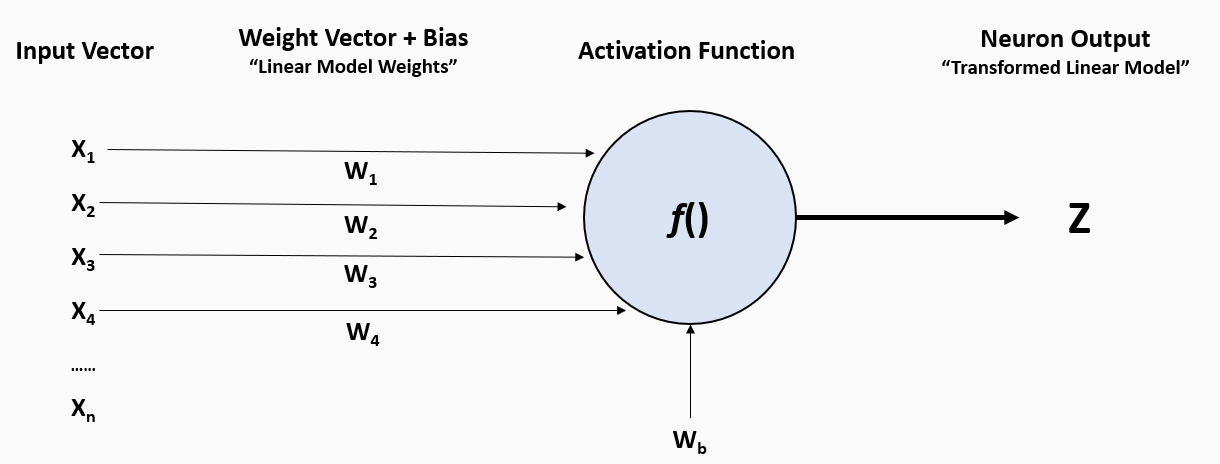 Input Vector
Weight Vector + Bias
“Linear Model Weights”
Activation Function
Neuron Output
“Transformed Linear Model”
X₁
W₁
X₂
W₂
X₃
W₃
X₄
W₄
......
Xₙ
f()
Z
W_b